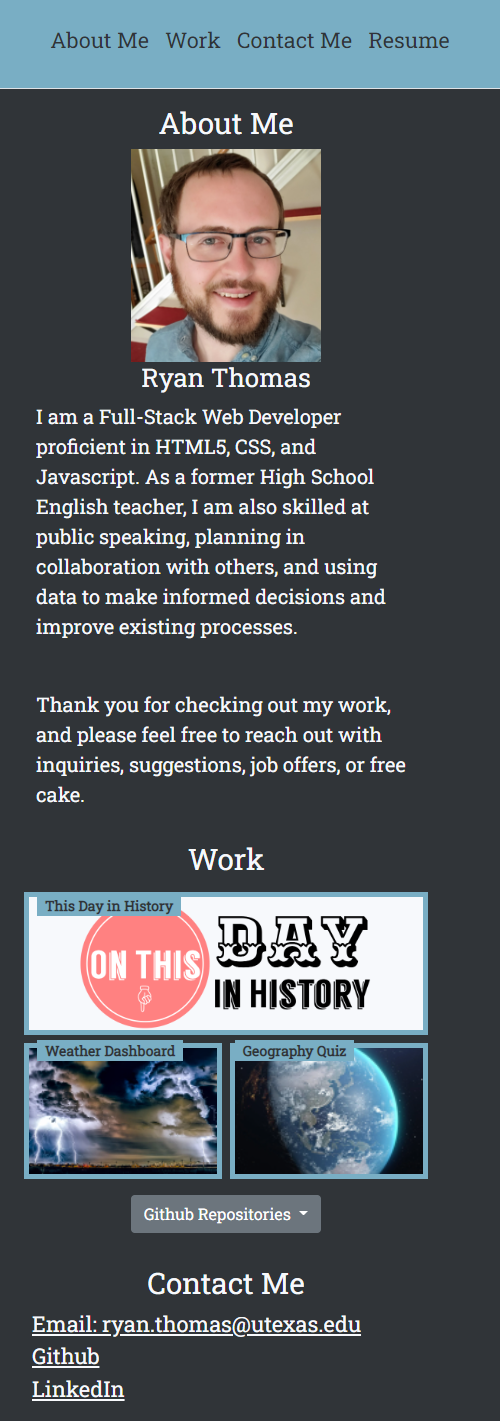 About Me Work Contact Me Resume
About Me
Ryan Thomas
I am a Full-Stack Web Developer
proficient in HTML5, CSS, and
Javascript. As a former High School
English teacher, I am also skilled at
public speaking, planning in
collaboration with others, and using
data to make informed decisions and
improve existing processes.
Thank you for checking out my work,
and please feel free to reach out with
inquiries, suggestions, job offers, or free
cake.
Work
This Day in History
ON THIS DAY
IN HISTORY
Weather Dashboard Geography Quiz
Github Repositories
Contact Me
Email: ryan.thomas@utexas.edu
Github
LinkedIn